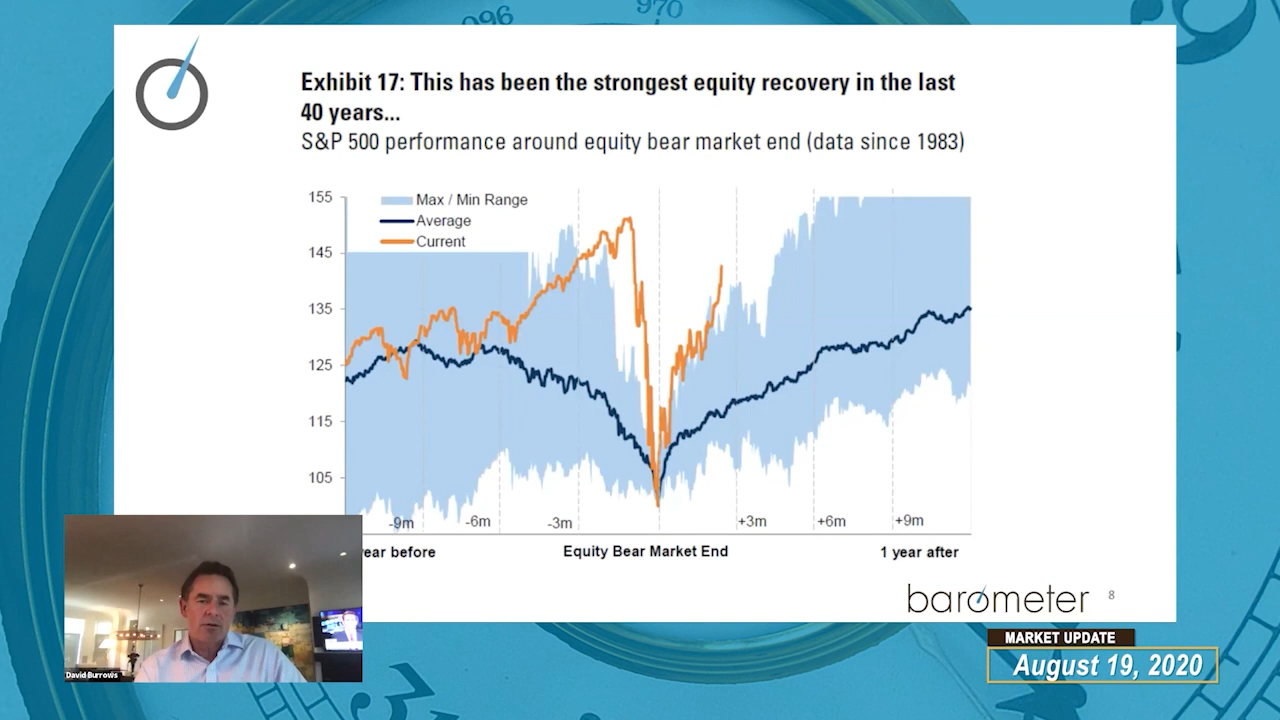 096
970
Exhibit 17: This has been the strongest equity recovery in the last
40 years...
S&P 500 performance around equity bear market end (data since 1983)
155
145
135
125
115
105
Max / Min Range
Average
Current
-9m
-6m
-3m
+3m
+6m
+9m
ear before
Equity Bear Market End
1 year after
barometer
8
MARKET UPDATE
August 19, 2020
David Burrows